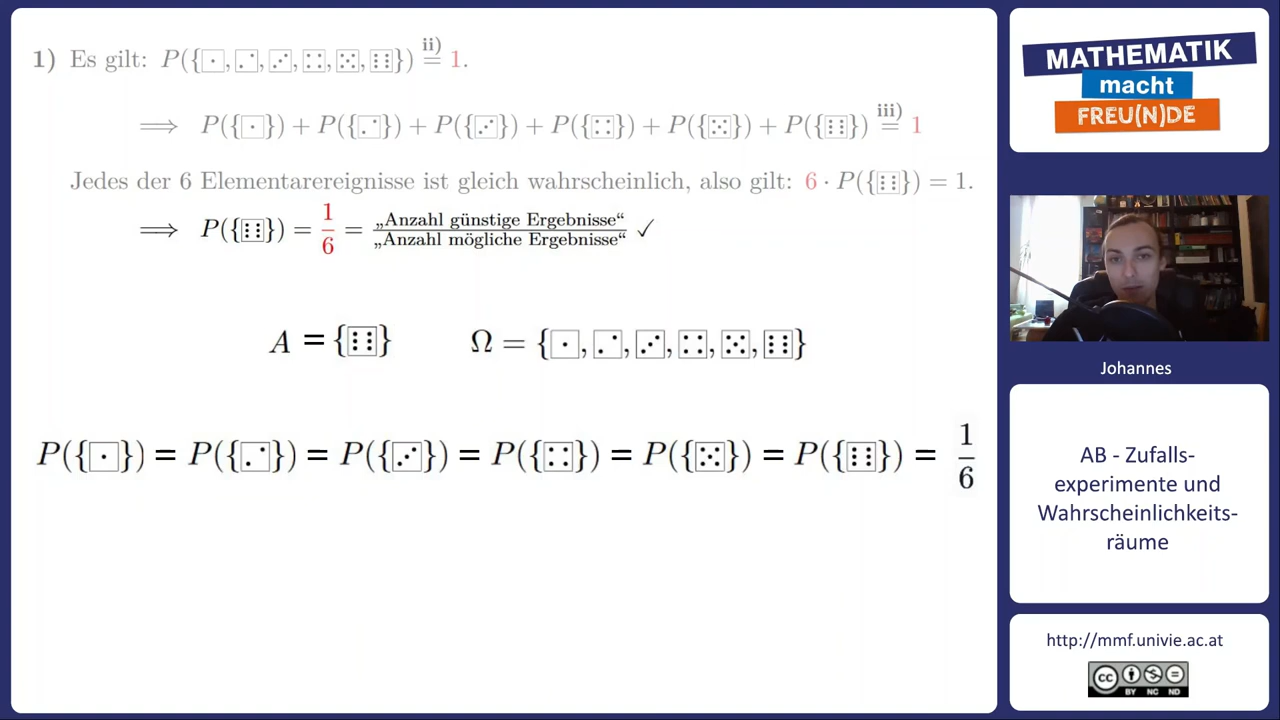 1) Es gilt: P({⚀, ⚁, ⚂, ⚃, ⚄, ⚅}) =ii) 1.
⟹ P({⚀}) + P({⚁}) + P({⚂}) + P({⚃}) + P({⚄}) + P({⚅}) =iii) 1
Jedes der 6 Elementarereignisse ist gleich wahrscheinlich, also gilt: 6 · P({⚅}) = 1.
⟹ P({⚅}) = 1/6 = „Anzahl günstige Ergebnisse“ / „Anzahl mögliche Ergebnisse“ ✓
A = {⚅} Ω = {⚀, ⚁, ⚂, ⚃, ⚄, ⚅}
P({⚀}) = P({⚁}) = P({⚂}) = P({⚃}) = P({⚄}) = P({⚅}) = 1/6
MATHEMATIK
macht
FREU(N)DE
Johannes
AB - Zufalls-
experimente und
Wahrscheinlichkeits-
räume
http://mmf.univie.ac.at
cc
BY NC ND